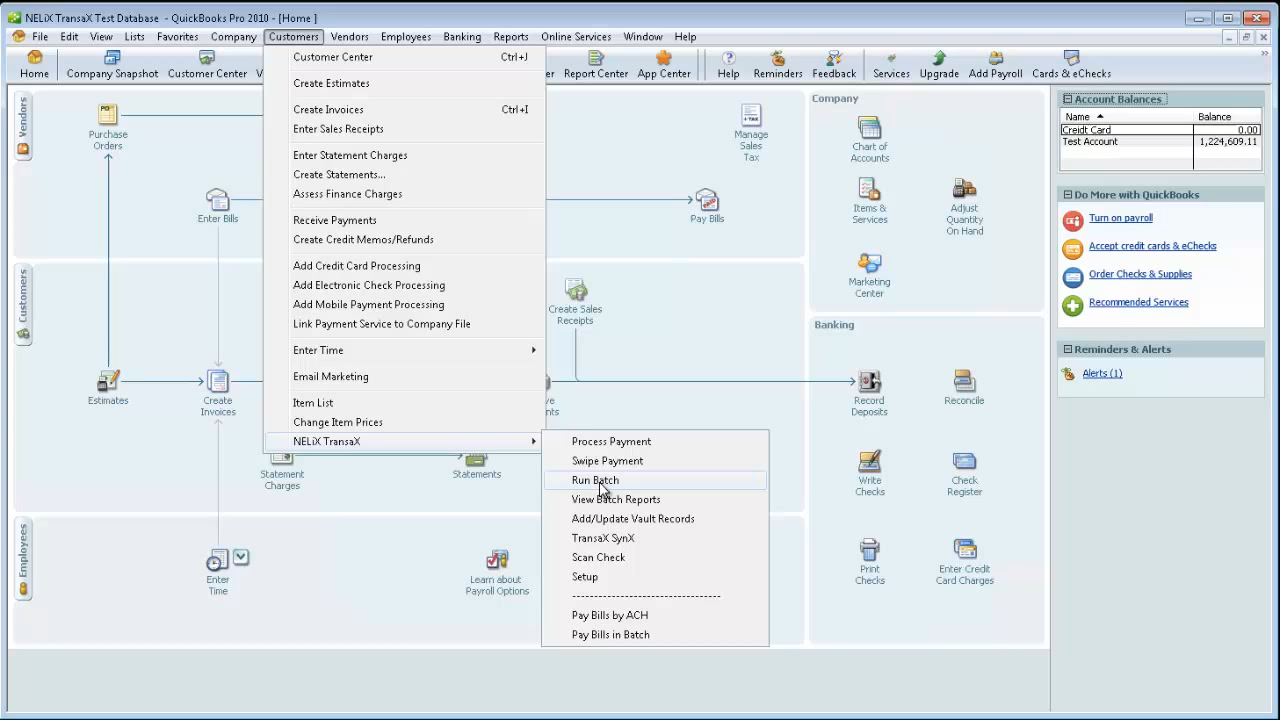 NELiX TransaX Test Database - QuickBooks Pro 2010 - [Home ]
File Edit View Lists Favorites Company Customers Vendors Employees Banking Reports Online Services Window Help
Home Company Snapshot Customer Center Report Center App Center Help Reminders Feedback Services Upgrade Add Payroll Cards & eChecks
Customer Center Ctrl+J
Create Estimates
Create Invoices Ctrl+I
Enter Sales Receipts
Enter Statement Charges
Create Statements...
Assess Finance Charges
Receive Payments
Create Credit Memos/Refunds
Add Credit Card Processing
Add Electronic Check Processing
Add Mobile Payment Processing
Link Payment Service to Company File
Enter Time
Email Marketing
Item List
Change Item Prices
NELiX TransaX
Process Payment
Swipe Payment
Run Batch
View Batch Reports
Add/Update Vault Records
TransaX SynX
Scan Check
Setup
Pay Bills by ACH
Pay Bills in Batch
Vendors
Purchase
Orders
Enter Bills
Manage
Sales
Tax
Pay Bills
Customers
Create Sales
Receipts
Estimates
Create
Invoices
Statement
Charges
Statements
Employees
Enter
Time
Learn about
Payroll Options
Company
Chart of
Accounts
Items &
Services
Adjust
Quantity
On Hand
Marketing
Center
Banking
Record
Deposits
Reconcile
Write
Checks
Check
Register
Print
Checks
Enter Credit
Card Charges
Account Balances
Name Balance
Creidt Card 0.00
Test Account 1,224,609.11
Do More with QuickBooks
Turn on payroll
Accept credit cards & eChecks
Order Checks & Supplies
Recommended Services
Reminders & Alerts
Alerts (1)